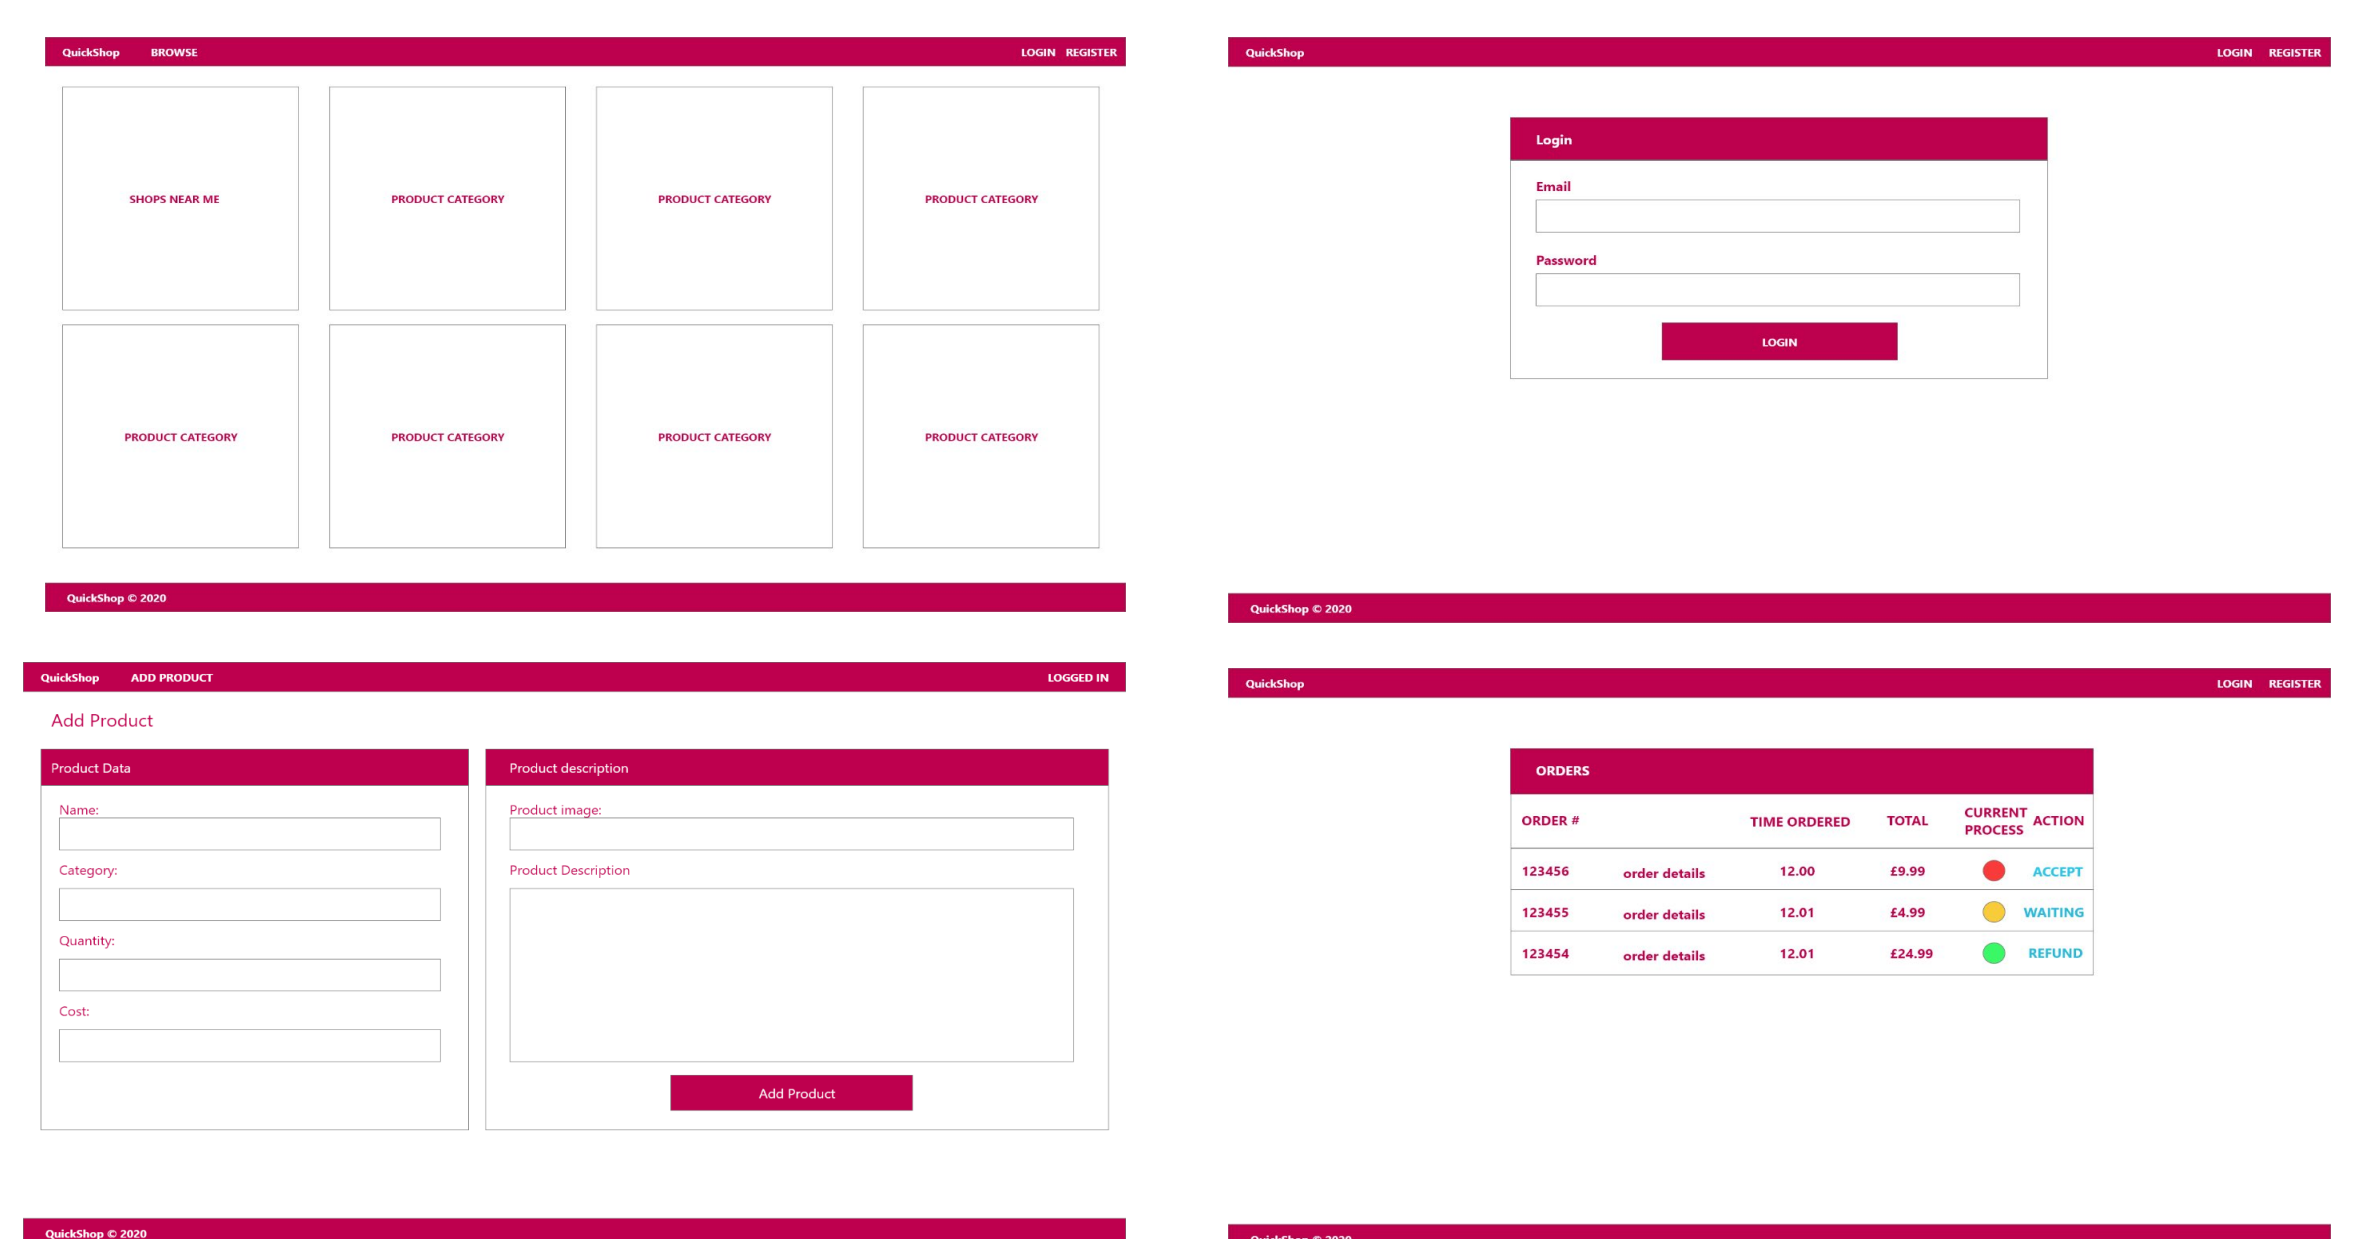 QuickShop BROWSE LOGIN REGISTER
SHOPS NEAR ME PRODUCT CATEGORY PRODUCT CATEGORY PRODUCT CATEGORY
PRODUCT CATEGORY PRODUCT CATEGORY PRODUCT CATEGORY PRODUCT CATEGORY
QuickShop © 2020
QuickShop LOGIN REGISTER
Login
Email
Password
LOGIN
QuickShop © 2020
QuickShop ADD PRODUCT LOGGED IN
Add Product
Product Data
Name:
Category:
Quantity:
Cost:
Product description
Product image:
Product Description
Add Product
QuickShop © 2020
QuickShop LOGIN REGISTER
ORDERS
ORDER # TIME ORDERED TOTAL CURRENT PROCESS ACTION
123456 order details 12.00 £9.99 ACCEPT
123455 order details 12.01 £4.99 WAITING
123454 order details 12.01 £24.99 REFUND
QuickShop © 2020